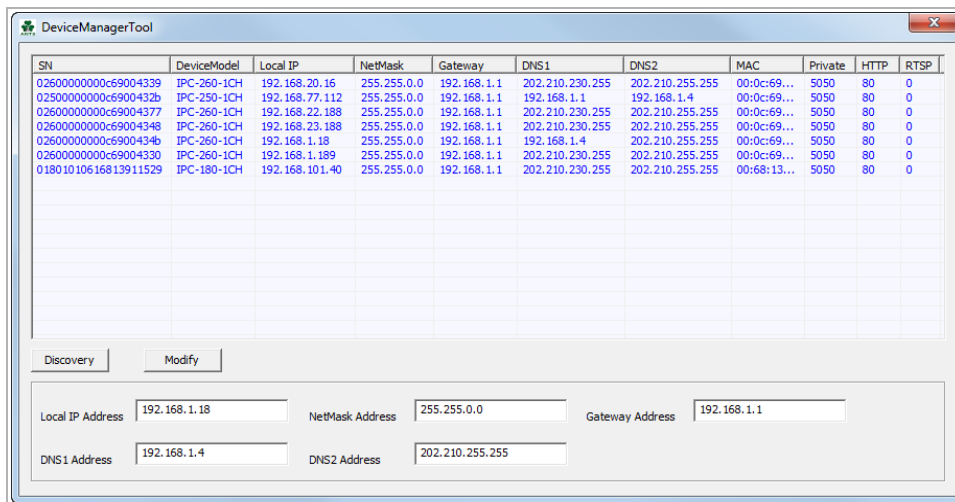 DeviceManagerTool
SN DeviceModel Local IP NetMask Gateway DNS1 DNS2 MAC Private HTTP RTSP
02600000000c69004339 IPC-260-1CH 192.168.20.16 255.255.0.0 192.168.1.1 202.210.230.255 202.210.255.255 00:0c:69... 5050 80 0
02500000000c6900432b IPC-250-1CH 192.168.77.112 255.255.0.0 192.168.1.1 192.168.1.1 192.168.1.4 00:0c:69... 5050 80 0
02600000000c69004377 IPC-260-1CH 192.168.22.188 255.255.0.0 192.168.1.1 202.210.230.255 202.210.255.255 00:0c:69... 5050 80 0
02600000000c69004348 IPC-260-1CH 192.168.23.188 255.255.0.0 192.168.1.1 202.210.230.255 202.210.255.255 00:0c:69... 5050 80 0
02600000000c6900434b IPC-260-1CH 192.168.1.18 255.255.0.0 192.168.1.1 192.168.1.4 202.210.255.255 00:0c:69... 5050 80 0
02600000000c69004330 IPC-260-1CH 192.168.1.189 255.255.0.0 192.168.1.1 202.210.230.255 202.210.255.255 00:0c:69... 5050 80 0
0180101061681391​1529 IPC-180-1CH 192.168.101.40 255.255.0.0 192.168.1.1 202.210.230.255 202.210.255.255 00:68:13... 5050 80 0
Discovery Modify
Local IP Address 192.168.1.18 NetMask Address 255.255.0.0 Gateway Address 192.168.1.1
DNS1 Address 192.168.1.4 DNS2 Address 202.210.255.255